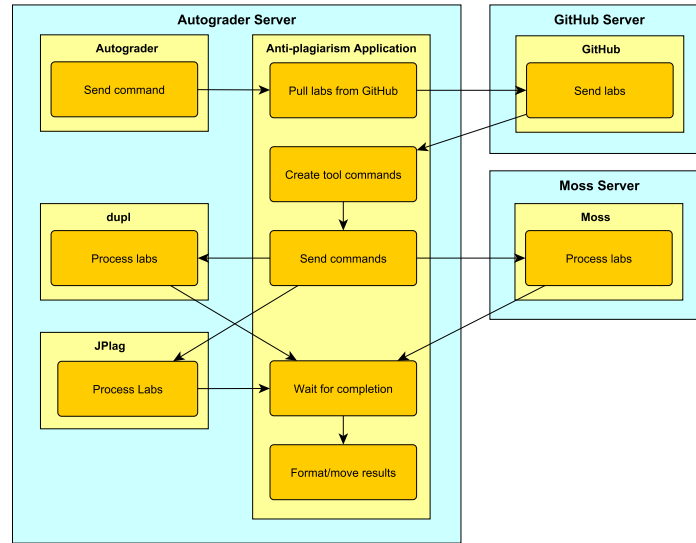 Autograder Server
GitHub Server
Autograder
Anti-plagiarism Application
GitHub
Send command
Pull labs from GitHub
Send labs
Create tool commands
Moss Server
dupl
Moss
Process labs
Send commands
Process labs
JPlag
Process Labs
Wait for completion
Format/move results